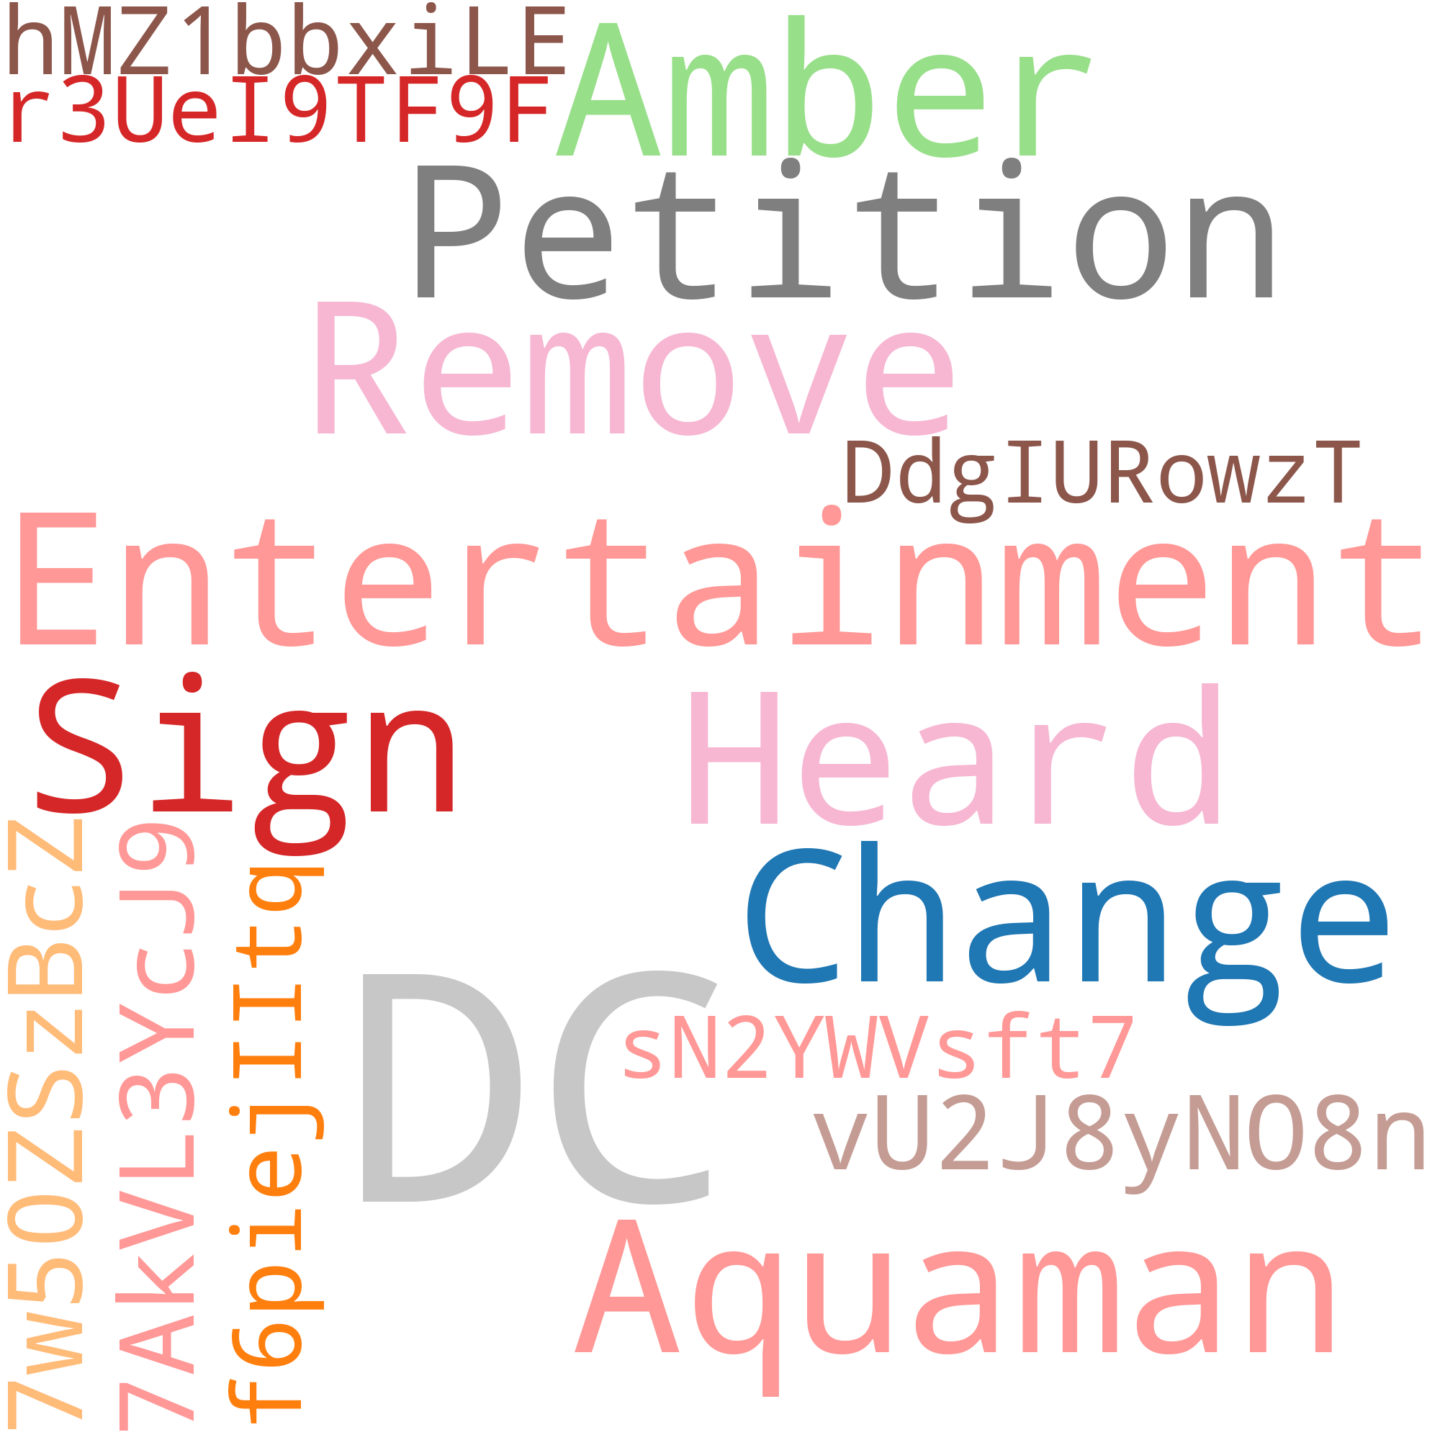 hMZ1bbxiLE
r3UeI9TF9F
Amber
Petition
Remove
DdgIURowzT
Entertainment
Sign
Heard
Change
7w50ZSzBcZ
7AkVL3YcJ9
f6piejIItq
DC
sN2YWVsft7
vU2J8yNO8n
Aquaman